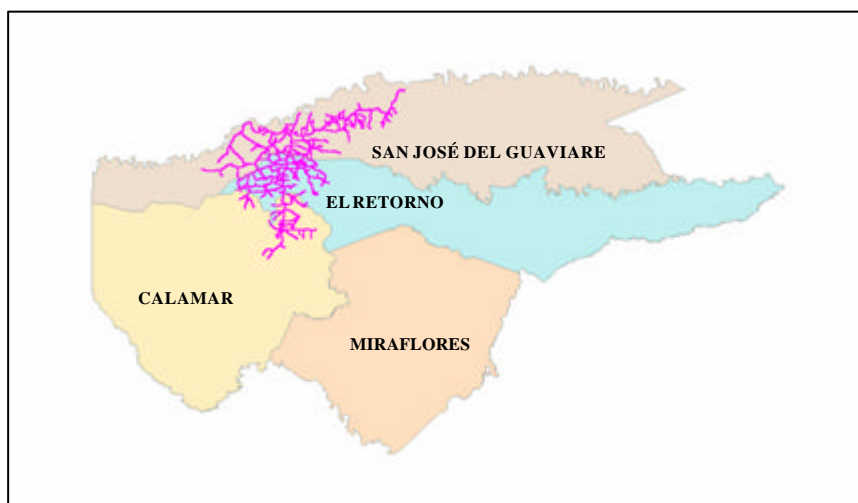 SAN JOSÉ DEL GUAVIARE
EL RETORNO
CALAMAR
MIRAFLORES